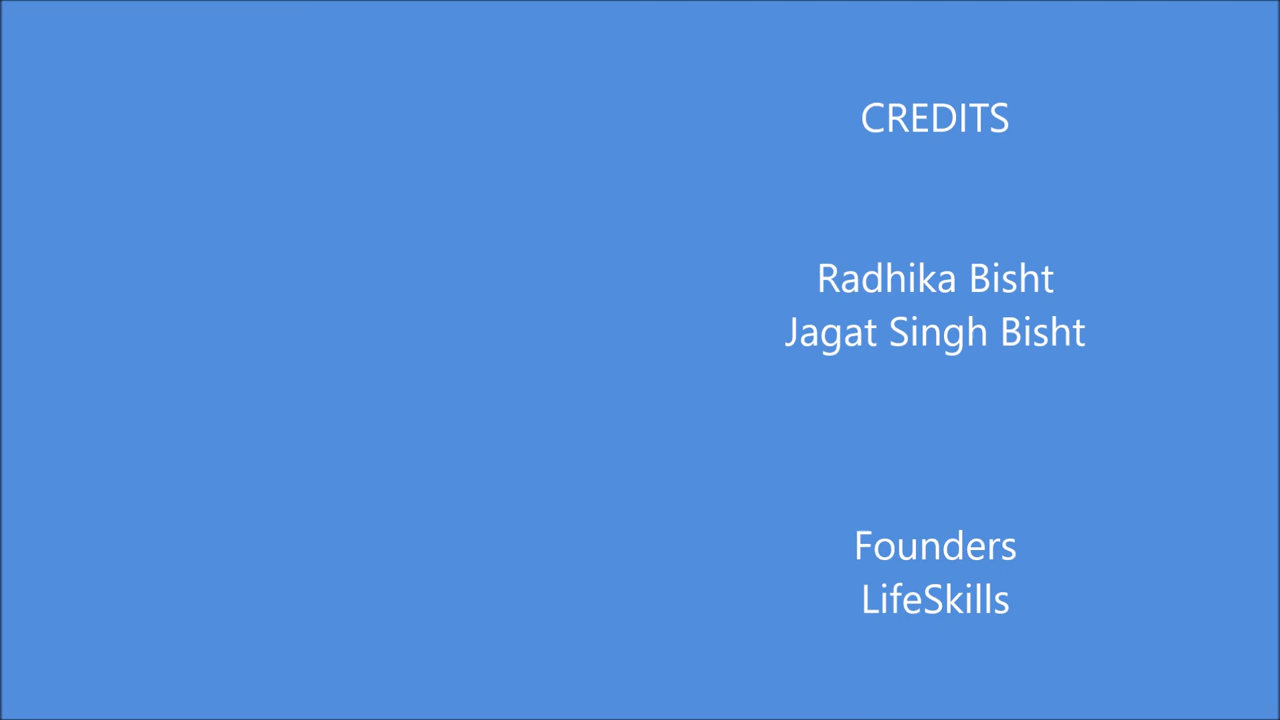 CREDITS
Radhika Bisht
Jagat Singh Bisht
Founders
LifeSkills